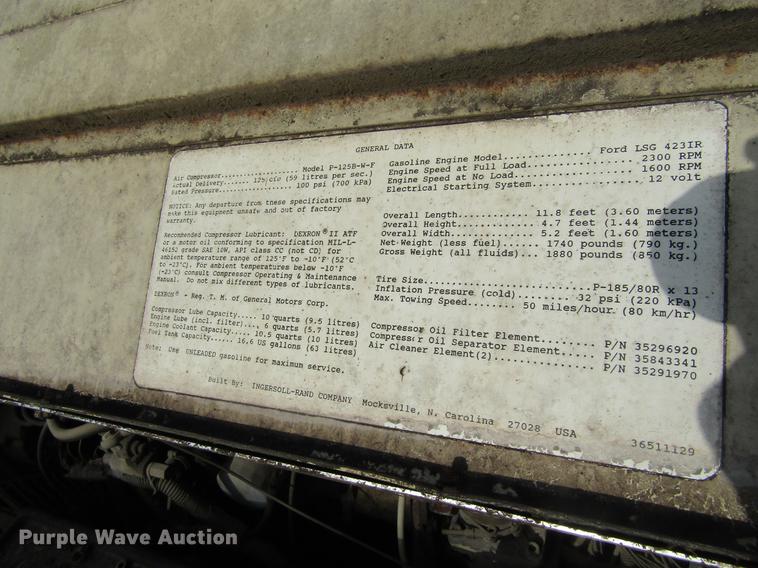 GENERAL DATA
Air Compressor.................. Model P-125B-W-F
Actual Delivery....... 125 cfm (59 litres per sec.)
Rated Pressure................. 100 psi (700 kPa)
NOTICE: Any departure from these specifications may
make this equipment unsafe and out of factory
warranty.
Recommended Compressor Lubricant: DEXRON® II ATF
or a motor oil conforming to specification MIL-L-
46152 grade SAE 10W, API class CC (not CD) for
ambient temperature range of 125°F to -10°F (52°C
to -23°C). For ambient temperatures below -10°F
(-23°C) consult Compressor Operating & Maintenance
Manual. Do not mix different types of lubricants.
DEXRON® - Reg. T. M. of General Motors Corp.
Compressor Lube Capacity..... 10 quarts (9.5 litres)
Engine Lube (incl. filter)... 6 quarts (5.7 litres)
Engine Coolant Capacity.... 10.5 quarts (10 litres)
Fuel Tank Capacity..... 16.6 US gallons (63 litres)
Note: Use UNLEADED gasoline for maximum service.
Gasoline Engine Model............. Ford LSG 423IR
Engine Speed at Full Load................ 2300 RPM
Engine Speed at No Load.................. 1600 RPM
Electrical Starting System................. 12 volt
Overall Length............ 11.8 feet (3.60 meters)
Overall Height............. 4.7 feet (1.44 meters)
Overall Width.............. 5.2 feet (1.60 meters)
Net Weight (less fuel)...... 1740 pounds (790 kg.)
Gross Weight (all fluids)... 1880 pounds (850 kg.)
Tire Size.........................P-185/80R x 13
Inflation Pressure (cold)........ 32 psi (220 kPa)
Max. Towing Speed........ 50 miles/hour (80 km/hr)
Compressor Oil Filter Element........ P/N 35296920
Compressor Oil Separator Element..... P/N 35843341
Air Cleaner Element(2)............... P/N 35291970
Built By: INGERSOLL-RAND COMPANY Mocksville, N. Carolina 27028 USA
36511129
Purple Wave Auction